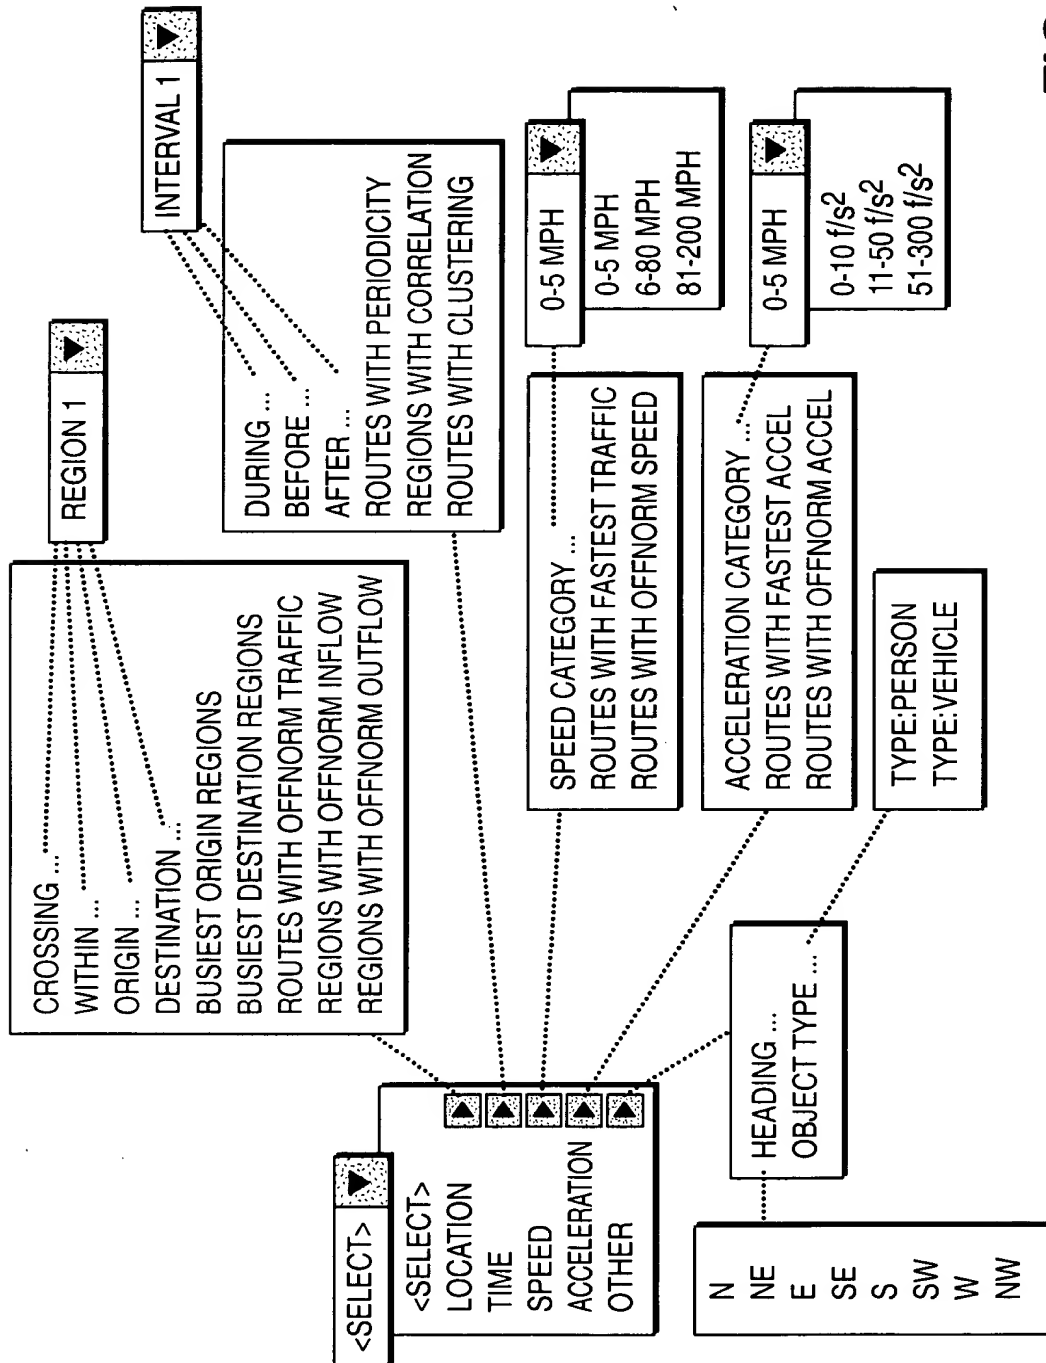 <SELECT>
<SELECT>
LOCATION
TIME
SPEED
ACCELERATION
OTHER
CROSSING ...
WITHIN ...
ORIGIN ...
DESTINATION ...
BUSIEST ORIGIN REGIONS
BUSIEST DESTINATION REGIONS
ROUTES WITH OFFNORM TRAFFIC
REGIONS WITH OFFNORM INFLOW
REGIONS WITH OFFNORM OUTFLOW
REGION 1
DURING ...
BEFORE ...
AFTER ...
ROUTES WITH PERIODICITY
REGIONS WITH CORRELATION
ROUTES WITH CLUSTERING
INTERVAL 1
SPEED CATEGORY ...
ROUTES WITH FASTEST TRAFFIC
ROUTES WITH OFFNORM SPEED
0-5 MPH
0-5 MPH
6-80 MPH
81-200 MPH
ACCELERATION CATEGORY ...
ROUTES WITH FASTEST ACCEL
ROUTES WITH OFFNORM ACCEL
0-5 MPH
0-10 f/s²
11-50 f/s²
51-300 f/s²
HEADING ...
OBJECT TYPE ...
TYPE:PERSON
TYPE:VEHICLE
N
NE
E
SE
S
SW
W
NW